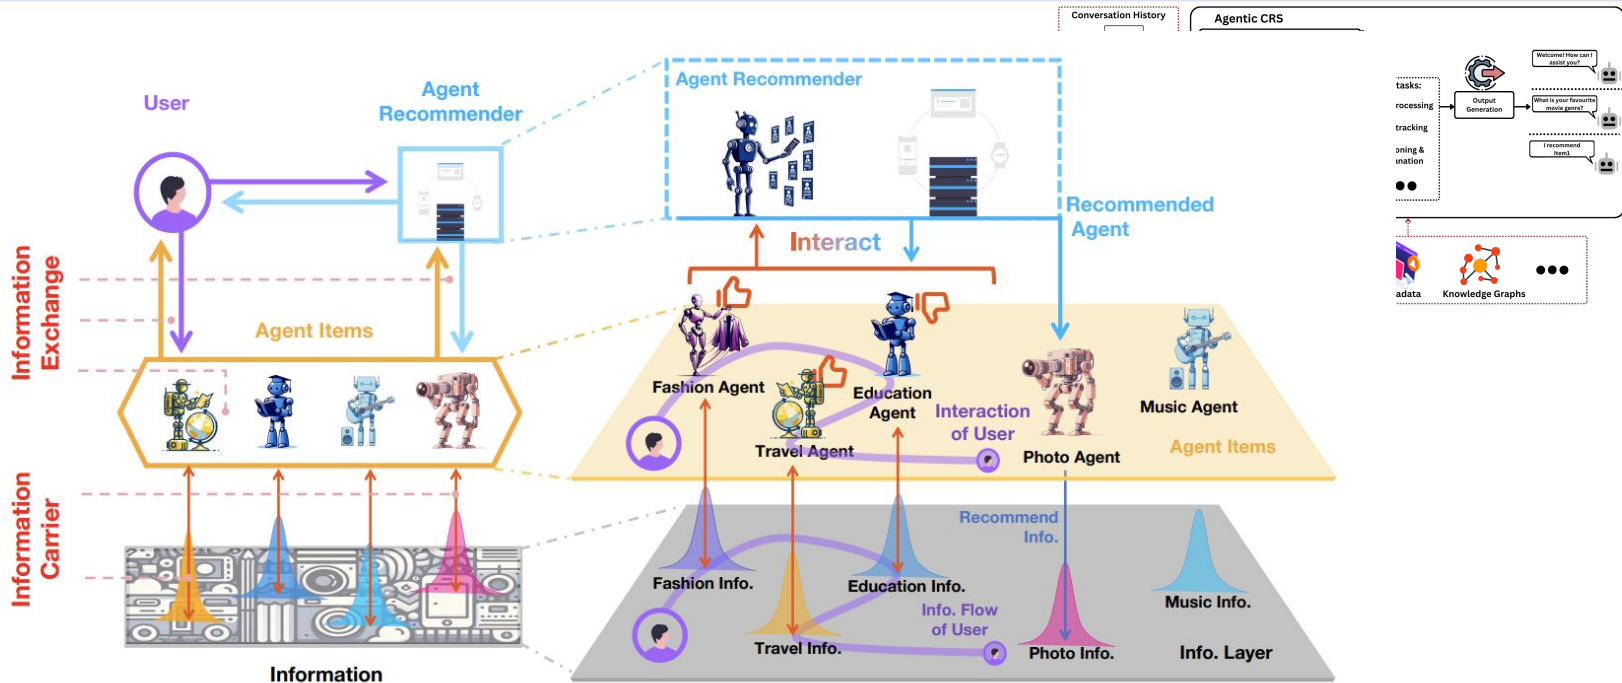 Conversation History
Agentic CRS
User
Agent
Recommender
Agent Recommender
Recommended
Agent
Interact
Information
Exchange
Agent Items
Fashion Agent
Travel Agent
Education
Agent
Interaction
of User
Photo Agent
Music Agent
Agent Items
Information
Carrier
Information
Fashion Info.
Travel Info.
Education Info.
Info. Flow
of User
Recommend
Info.
Photo Info.
Music Info.
Info. Layer
tasks:
rocessing
tracking
oning &
anation
Output
Generation
Welcome! How can I
assist you?
What is your favourite
movie genre?
I recommend
Item1
adata
Knowledge Graphs